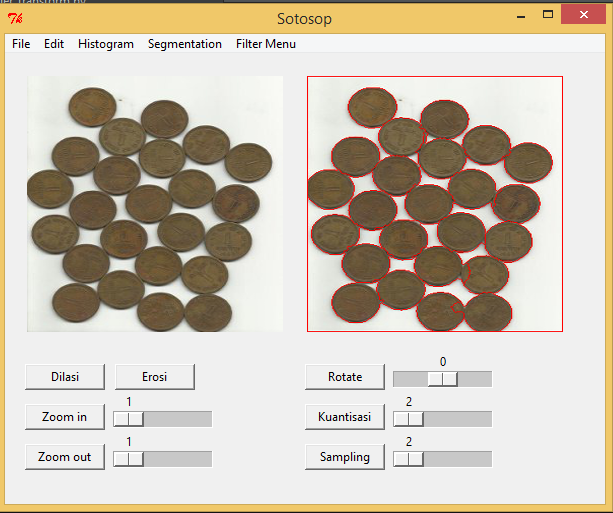 Sotosop
File Edit Histogram Segmentation Filter Menu
Dilasi Erosi Rotate 0
Zoom in 1 Kuantisasi 2
Zoom out 1 Sampling 2